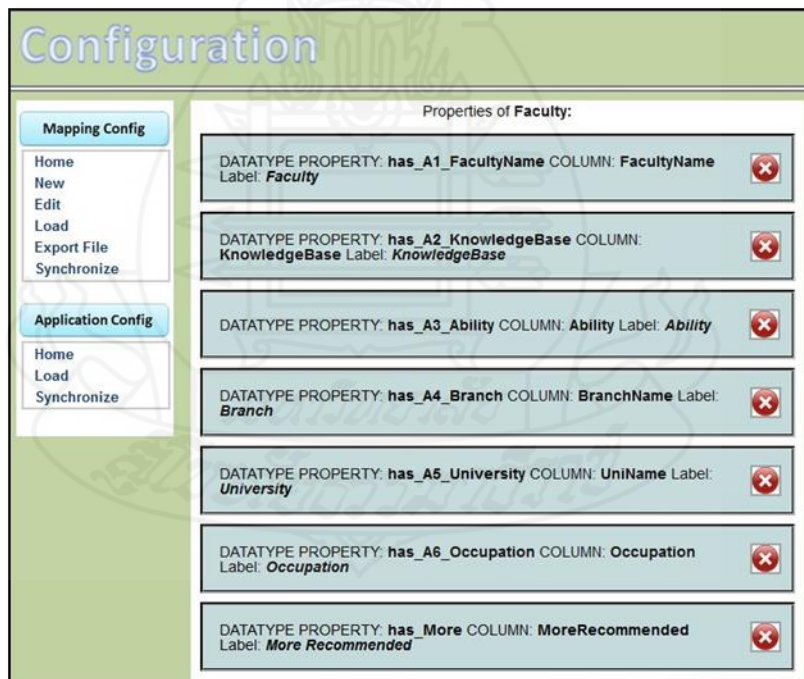 Configuration
Mapping Config
Home
New
Edit
Load
Export File
Synchronize
Application Config
Home
Load
Synchronize
Properties of Faculty:
DATATYPE PROPERTY: has_A1_FacultyName COLUMN: FacultyName
Label: Faculty
DATATYPE PROPERTY: has_A2_KnowledgeBase COLUMN:
KnowledgeBase Label: KnowledgeBase
DATATYPE PROPERTY: has_A3_Ability COLUMN: Ability Label: Ability
DATATYPE PROPERTY: has_A4_Branch COLUMN: BranchName Label:
Branch
DATATYPE PROPERTY: has_A5_University COLUMN: UniName Label:
University
DATATYPE PROPERTY: has_A6_Occupation COLUMN: Occupation
Label: Occupation
DATATYPE PROPERTY: has_More COLUMN: MoreRecommended
Label: More Recommended